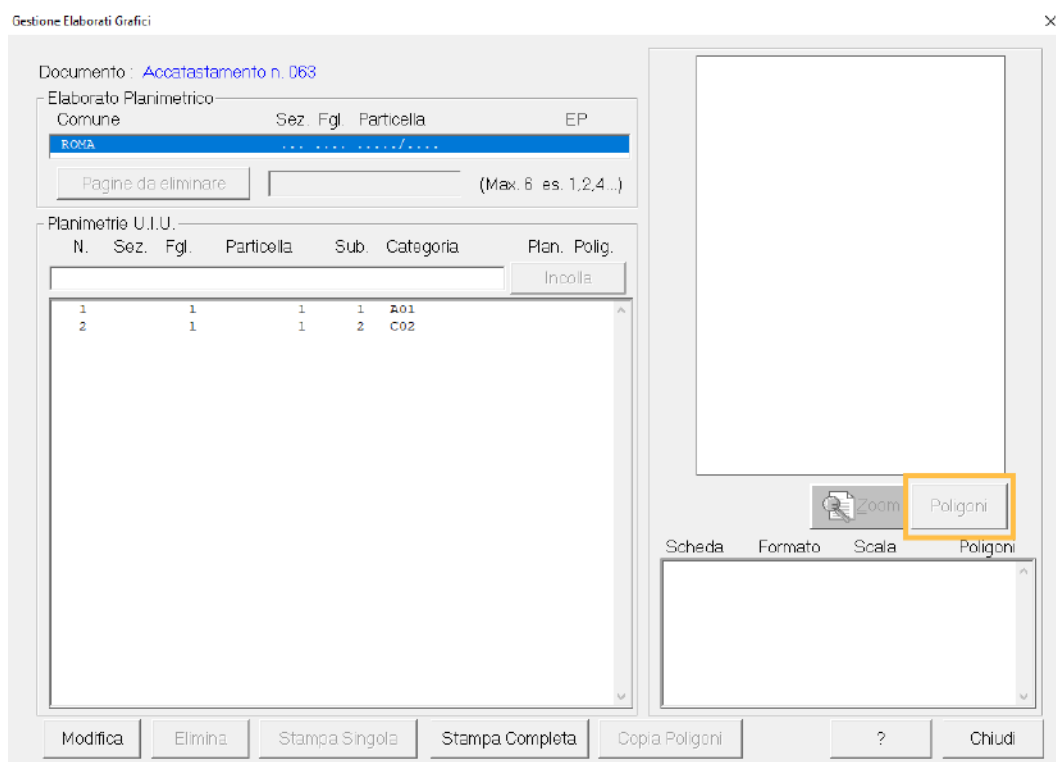 Gestione Elaborati Grafici
Documento : Accatastamento n. 063
Elaborato Planimetrico
Comune Sez. Fgl. Particella EP
ROMA ... .... ...../....
Pagine da eliminare (Max. 6 es. 1,2,4...)
Planimetrie U.I.U.
N. Sez. Fgl. Particella Sub. Categoria Plan. Polig.
Incolla
1 1 1 1 A01
2 1 1 2 C02
Zoom Poligoni
Scheda Formato Scala Poligoni
Modifica Elimina Stampa Singola Stampa Completa Copia Poligoni ? Chiudi